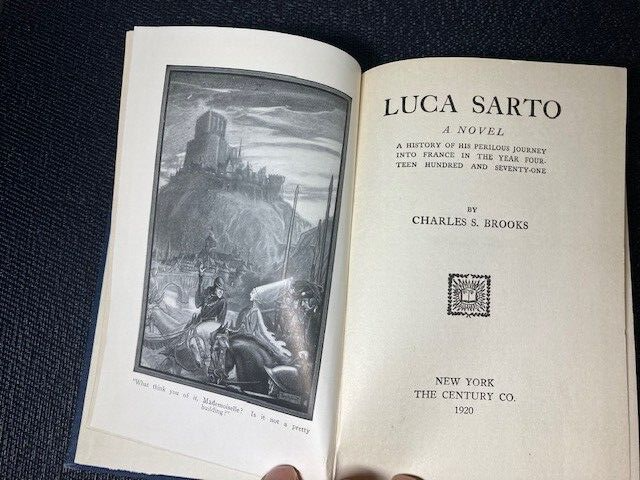 "What think you of it, Mademoiselle? Is it not a pretty
building?"
LUCA SARTO
A NOVEL
A HISTORY OF HIS PERILOUS JOURNEY
INTO FRANCE IN THE YEAR FOUR-
TEEN HUNDRED AND SEVENTY-ONE
BY
CHARLES S. BROOKS
NEW YORK
THE CENTURY CO.
1920